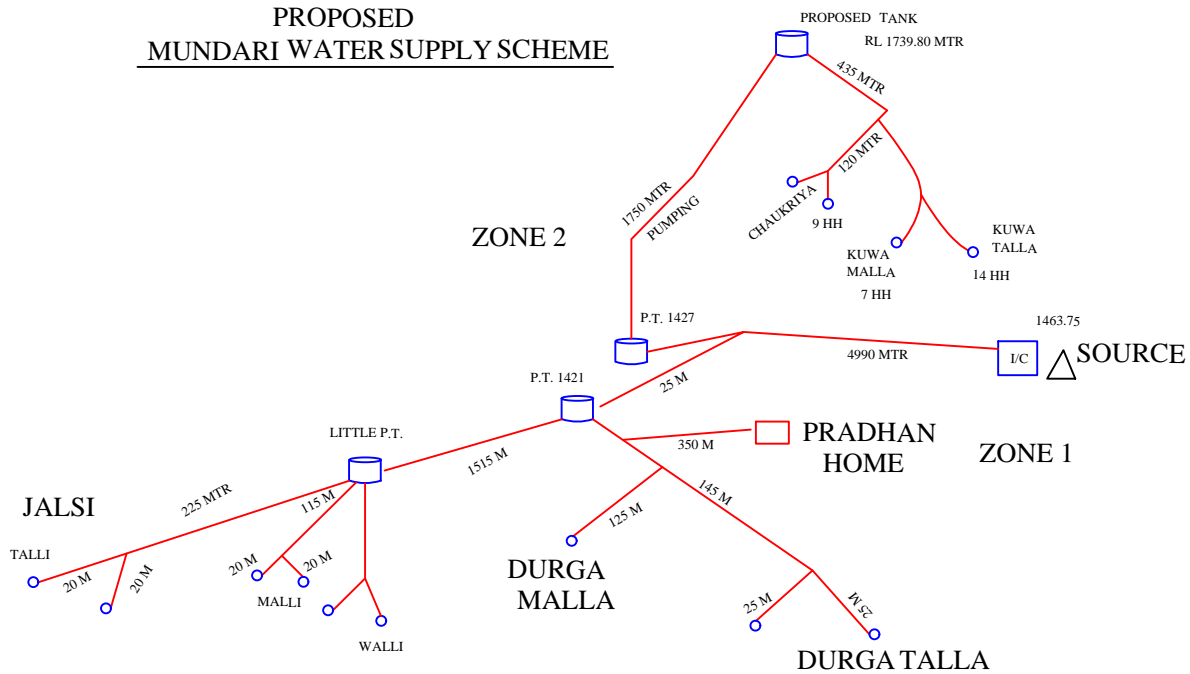 PROPOSED
MUNDARI WATER SUPPLY SCHEME
PROPOSED TANK
RL 1739.80 MTR
435 MTR
120 MTR
1750 MTR
PUMPING
CHAUKRIYA
9 HH
ZONE 2
KUWA
TALLA
14 HH
KUWA
MALLA
7 HH
P.T. 1427
1463.75
4990 MTR
I/C
SOURCE
P.T. 1421
25 M
LITTLE P.T.
1515 M
350 M
PRADHAN
HOME
ZONE 1
JALSI
225 MTR
115 M
145 M
125 M
TALLI
20 M
20 M
20 M
20 M
MALLI
WALLI
DURGA
MALLA
25 M
25 M
DURGA TALLA